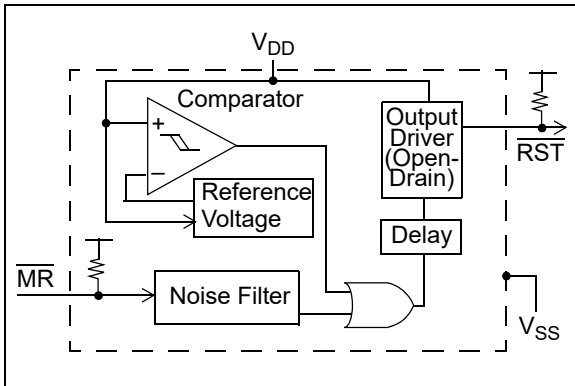 VDD
Comparator
+
−
Output
Driver
(Open-
Drain)
RST
Reference
Voltage
Delay
MR
Noise Filter
VSS